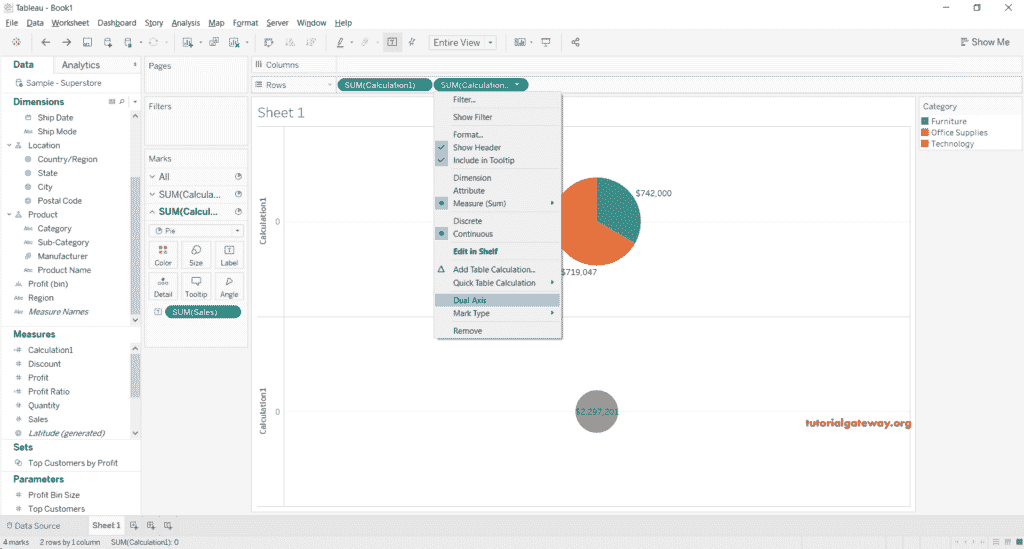 Tableau - Book1
File Data Worksheet Dashboard Story Analysis Map Format Server Window Help
Entire View
Show Me
Data Analytics
Sample - Superstore
Dimensions
Ship Date
Abc Ship Mode
Location
Country/Region
State
City
Postal Code
Product
Abc Category
Abc Sub-Category
Manufacturer
Abc Product Name
Profit (bin)
Abc Region
Abc Measure Names
Measures
Calculation1
Discount
Profit
Profit Ratio
Quantity
Sales
Latitude (generated)
Sets
Top Customers by Profit
Parameters
Profit Bin Size
Top Customers
Pages
Filters
Marks
All
SUM(Calcula...
SUM(Calcul...
Pie
Color Size Label
Detail Tooltip Angle
SUM(Sales)
Columns
Rows
SUM(Calculation1) SUM(Calculation..
Sheet 1
Filter...
Show Filter
Format...
Show Header
Include in Tooltip
Dimension
Attribute
Measure (Sum)
Discrete
Continuous
Edit in Shelf
Add Table Calculation...
Quick Table Calculation
Dual Axis
Mark Type
Remove
Calculation1
0
$742,000
$719,047
Calculation1
0
$2,297,201
Category
Furniture
Office Supplies
Technology
tutorialgateway.org
Data Source Sheet 1
4 marks 2 rows by 1 column SUM(Calculation1): 0